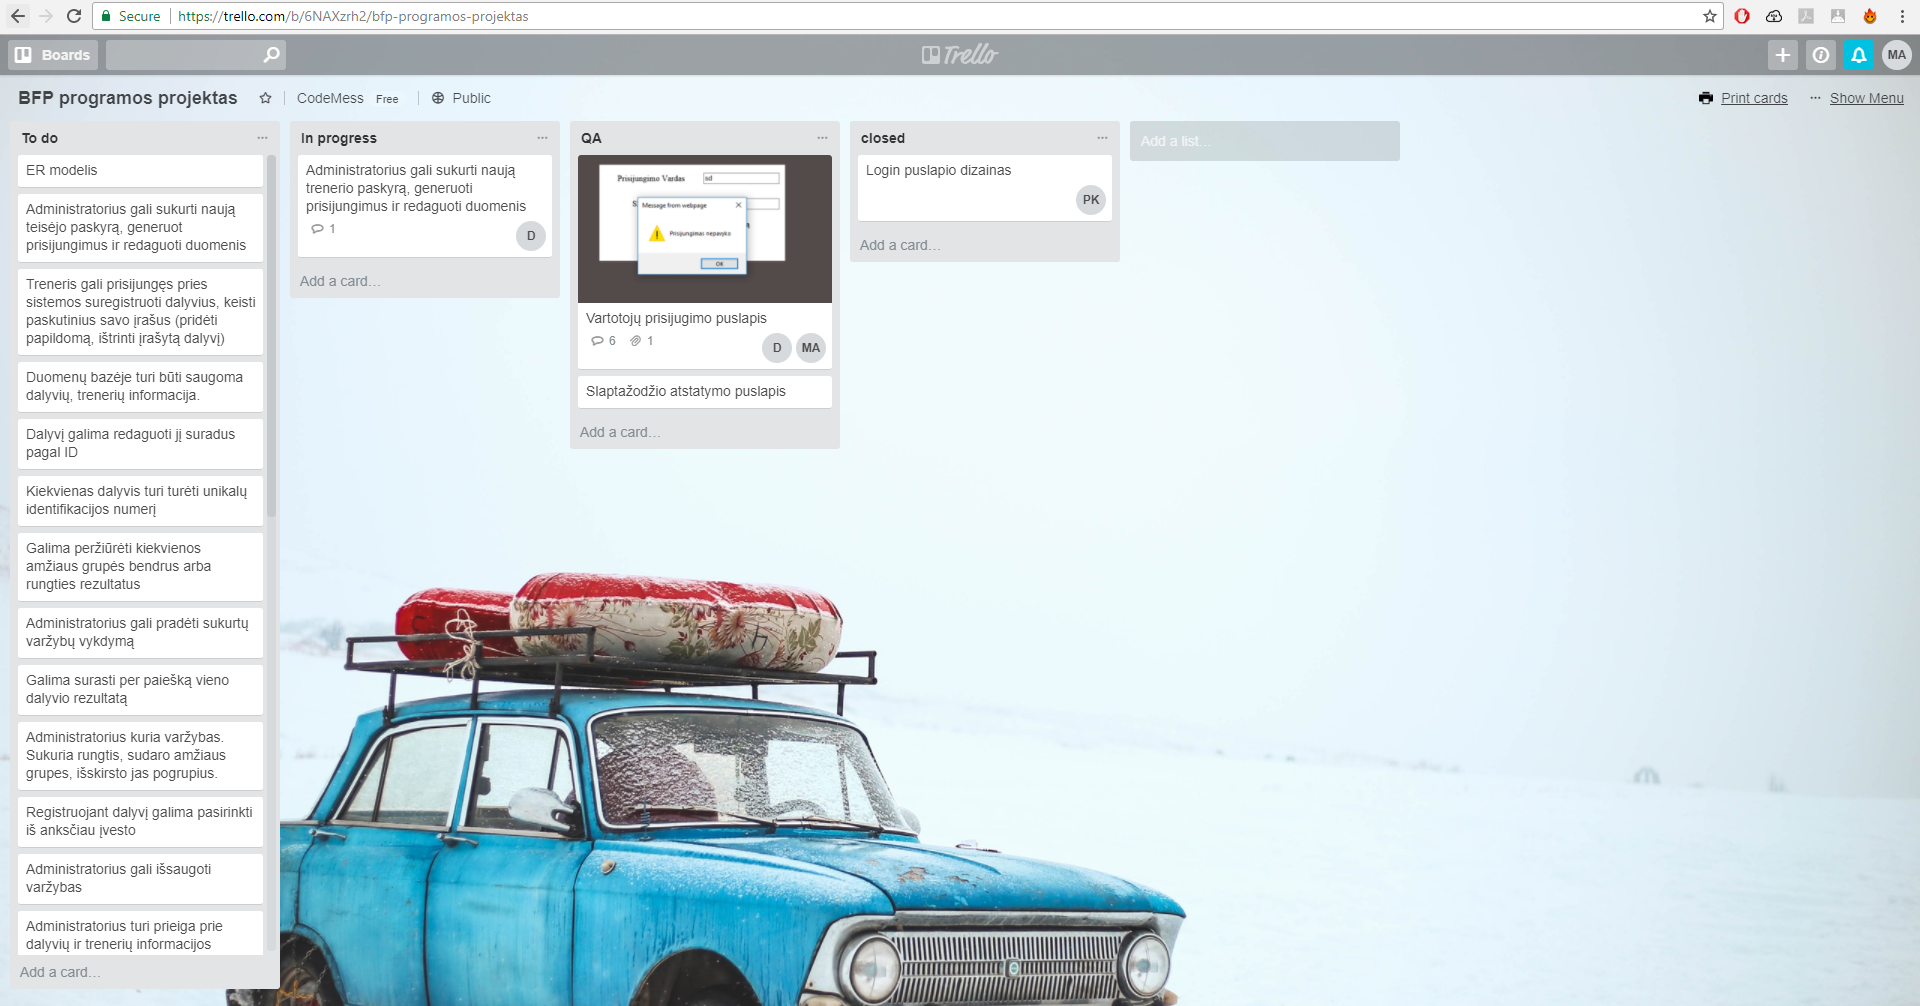 Secure https://trello.com/b/6NAXzrh2/bfp-programos-projektas
Boards
Trello
MA
BFP programos projektas
CodeMess Free
Public
Print cards
Show Menu
To do
ER modelis
Administratorius gali sukurti naują
teisėjo paskyrą, generuot
prisijungimus ir redaguoti duomenis
Treneris gali prisijungęs pries
sistemos suregistruoti dalyvius, keisti
paskutinius savo įrašus (pridėti
papildomą, ištrinti įrašytą dalyvį)
Duomenų bazėje turi būti saugoma
dalyvių, trenerių informacija.
Dalyvį galima redaguoti jį suradus
pagal ID
Kiekvienas dalyvis turi turėti unikalų
identifikacijos numerį
Galima peržiūrėti kiekvienos
amžiaus grupės bendrus arba
rungties rezultatus
Administratorius gali pradėti sukurtų
varžybų vykdymą
Galima surasti per paiešką vieno
dalyvio rezultatą
Administratorius kuria varžybas.
Sukuria rungtis, sudaro amžiaus
grupes, išskirsto jas pogrupius.
Registruojant dalyvį galima pasirinkti
iš anksčiau įvesto
Administratorius gali išsaugoti
varžybas
Administratorius turi prieiga prie
dalyvių ir trenerių informacijos
Add a card…
In progress
Administratorius gali sukurti naują
trenerio paskyrą, generuoti
prisijungimus ir redaguoti duomenis
1
D
Add a card…
QA
Prisijungimo Vardas sd
Message from webpage
Prisijungimas nepavyko
OK
Vartotojų prisijugimo puslapis
6 1
D MA
Slaptažodžio atstatymo puslapis
Add a card…
closed
Login puslapio dizainas
PK
Add a card…
Add a list…